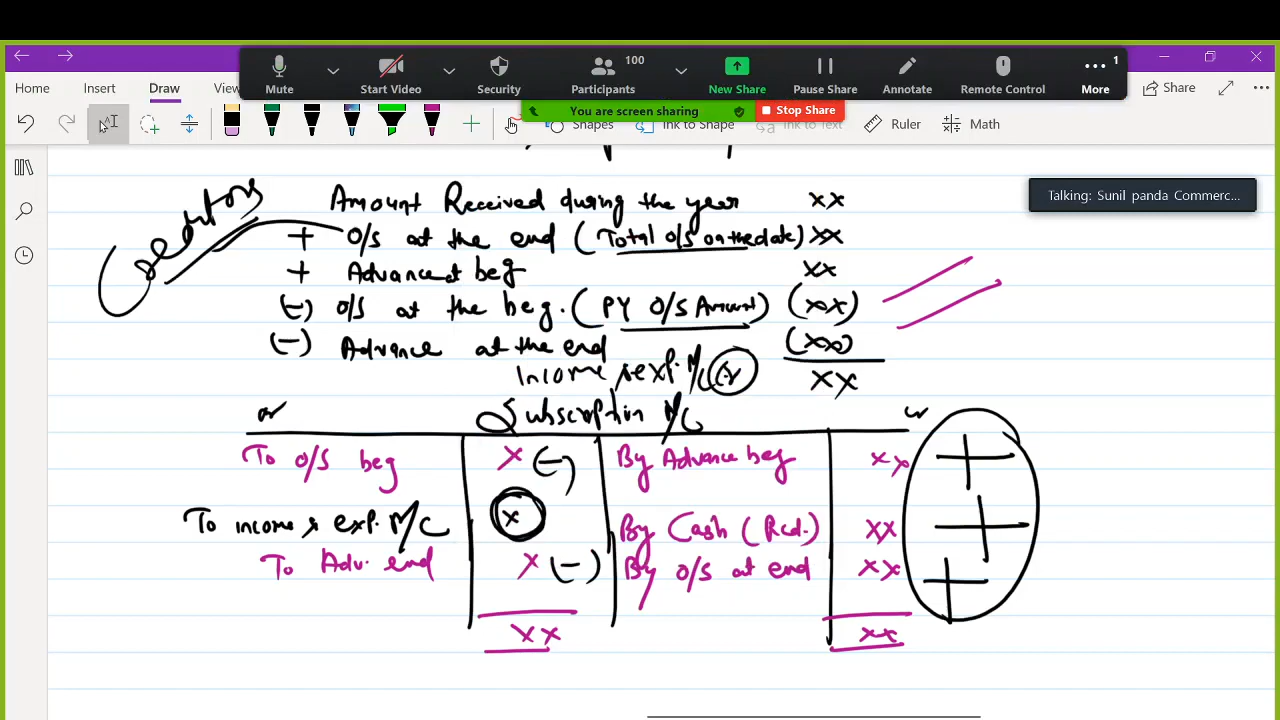 100
1
Mute
Start Video
Security
Participants
New Share
Pause Share
Annotate
Remote Control
More
You are screen sharing
Stop Share
Home
Insert
Draw
View
Share
Shapes
Ink to Shape
Ink to Text
Ruler
Math
Talking: Sunil panda Commerc...
Creditors
Amount Received during the year xx
+ O/S at the end (Total O/S on the date) xx
+ Advance at beg xx
(-) O/S at the beg. (PY O/S Amount) (xx)
(-) Advance at the end (xx)
Income & exp. A/C (Cr) xx
Subscription A/C
To O/S beg x (-) By Advance beg xx +
To income & exp. A/C x By Cash (Rcd.) xx +
To Adv. end x (-) By O/S at end xx +
xx xx